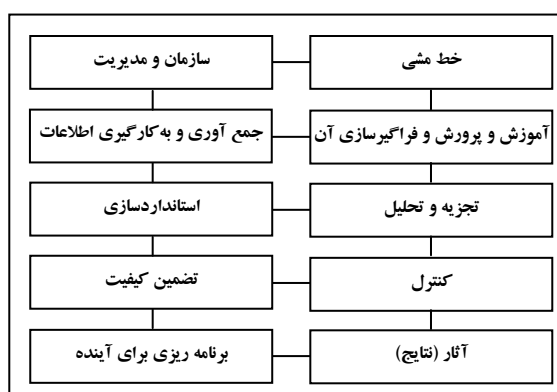 خط مشی
سازمان و مدیریت
آموزش و پرورش و فراگیرسازی آن
جمع آوری و به‌کارگیری اطلاعات
تجزیه و تحلیل
استانداردسازی
کنترل
تضمین کیفیت
آثار (نتایج)
برنامه ریزی برای آینده